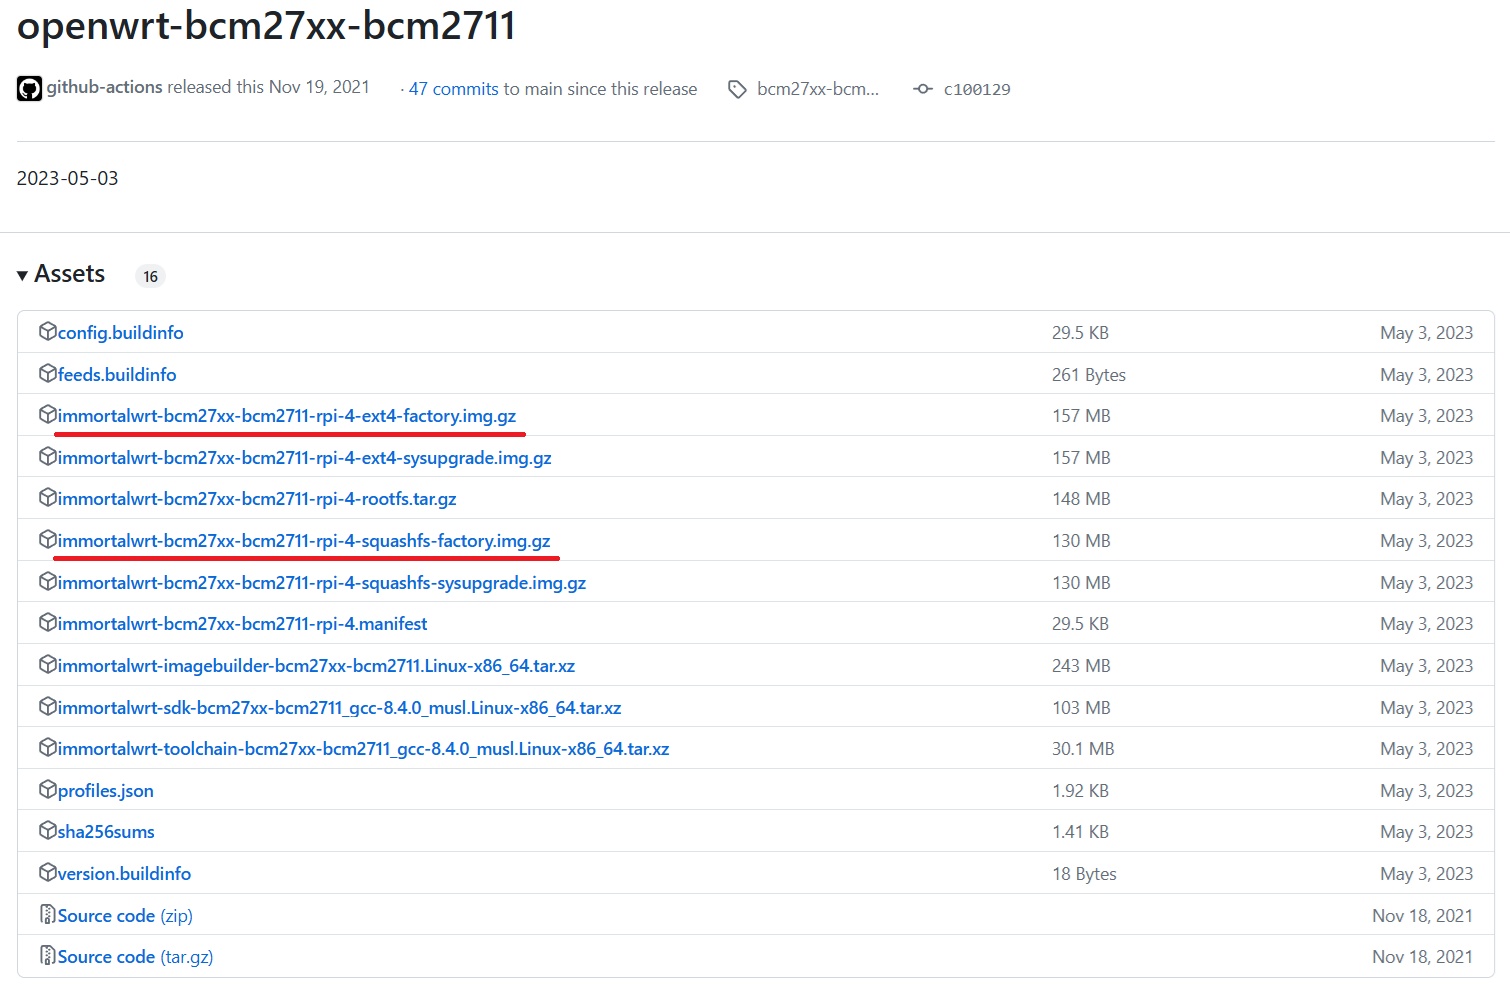 openwrt-bcm27xx-bcm2711
github-actions released this Nov 19, 2021 · 47 commits to main since this release bcm27xx-bcm... c100129
2023-05-03
Assets 16
config.buildinfo 29.5 KB May 3, 2023
feeds.buildinfo 261 Bytes May 3, 2023
immortalwrt-bcm27xx-bcm2711-rpi-4-ext4-factory.img.gz 157 MB May 3, 2023
immortalwrt-bcm27xx-bcm2711-rpi-4-ext4-sysupgrade.img.gz 157 MB May 3, 2023
immortalwrt-bcm27xx-bcm2711-rpi-4-rootfs.tar.gz 148 MB May 3, 2023
immortalwrt-bcm27xx-bcm2711-rpi-4-squashfs-factory.img.gz 130 MB May 3, 2023
immortalwrt-bcm27xx-bcm2711-rpi-4-squashfs-sysupgrade.img.gz 130 MB May 3, 2023
immortalwrt-bcm27xx-bcm2711-rpi-4.manifest 29.5 KB May 3, 2023
immortalwrt-imagebuilder-bcm27xx-bcm2711.Linux-x86_64.tar.xz 243 MB May 3, 2023
immortalwrt-sdk-bcm27xx-bcm2711_gcc-8.4.0_musl.Linux-x86_64.tar.xz 103 MB May 3, 2023
immortalwrt-toolchain-bcm27xx-bcm2711_gcc-8.4.0_musl.Linux-x86_64.tar.xz 30.1 MB May 3, 2023
profiles.json 1.92 KB May 3, 2023
sha256sums 1.41 KB May 3, 2023
version.buildinfo 18 Bytes May 3, 2023
Source code (zip) Nov 18, 2021
Source code (tar.gz) Nov 18, 2021